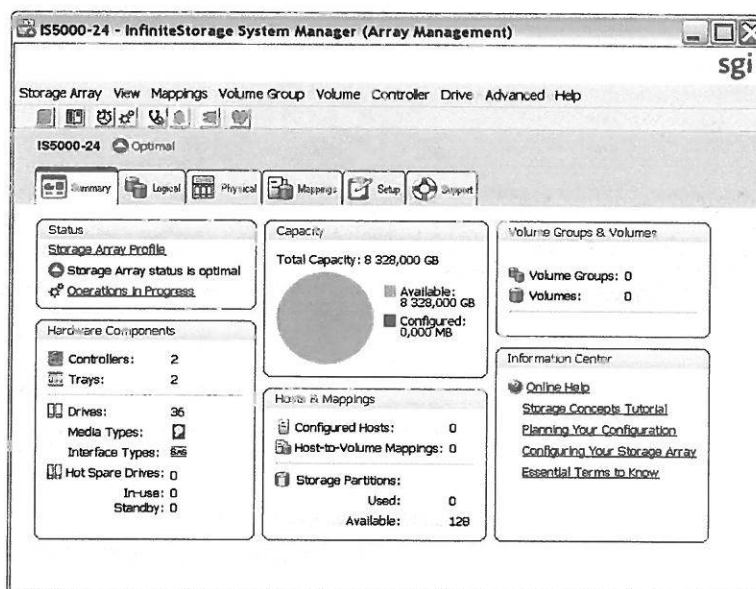 IS5000-24 - InfiniteStorage System Manager (Array Management)
sgi
Storage Array View Mappings Volume Group Volume Controller Drive Advanced Help
IS5000-24 Optimal
Summary Logical Physical Mappings Setup Support
Status
Storage Array Profile
Storage Array status is optimal
Operations in Progress
Hardware Components
Controllers: 2
Trays: 2
Drives: 36
Media Types:
Interface Types: SAS
Hot Spare Drives: 0
In-use: 0
Standby: 0
Capacity
Total Capacity: 8 328,000 GB
Available:
8 328,000 GB
Configured:
0,000 MB
Hosts & Mappings
Configured Hosts: 0
Host-to-Volume Mappings: 0
Storage Partitions:
Used: 0
Available: 128
Volume Groups & Volumes
Volume Groups: 0
Volumes: 0
Information Center
Online Help
Storage Concepts Tutorial
Planning Your Configuration
Configuring Your Storage Array
Essential Terms to Know